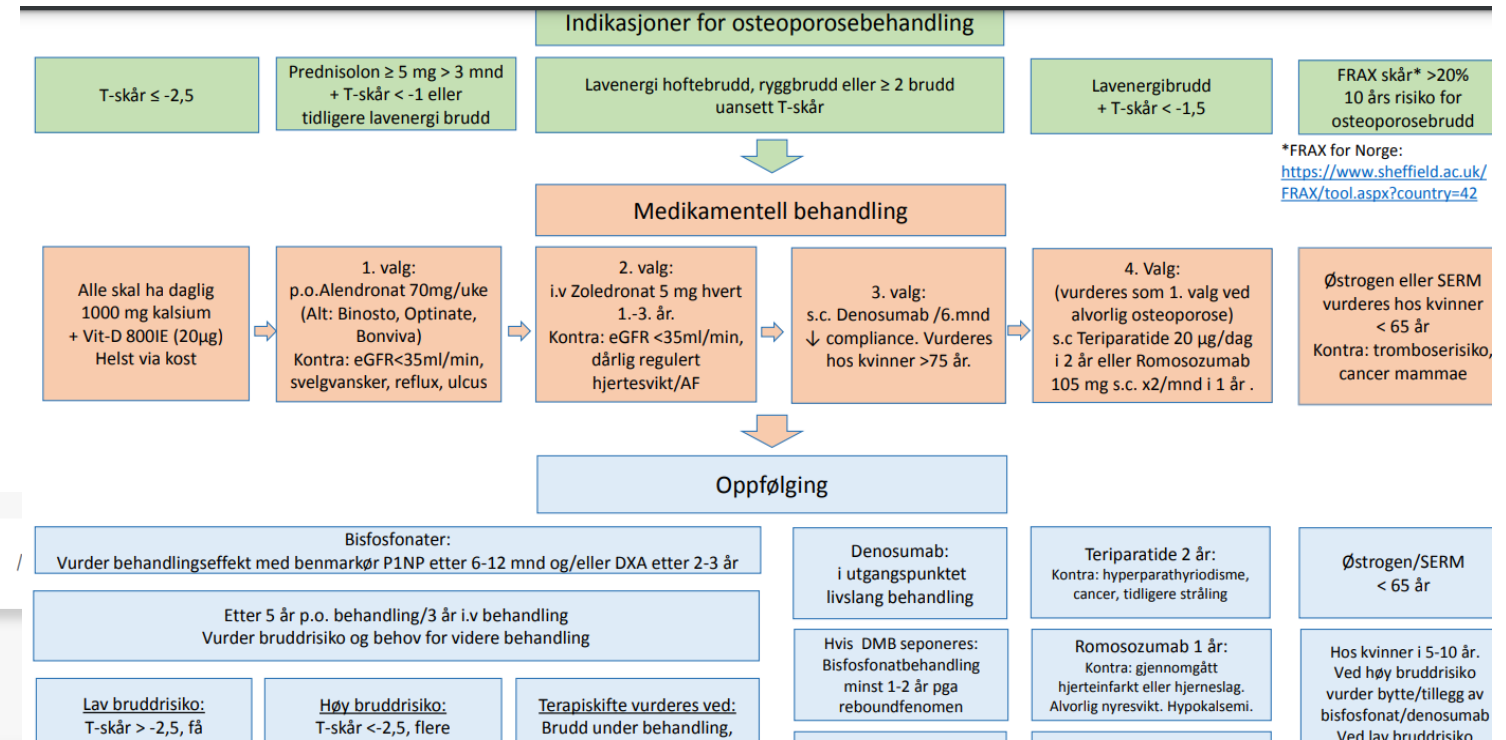 Indikasjoner for osteoporosebehandling
T-skår ≤ -2,5
Prednisolon ≥ 5 mg > 3 mnd
+ T-skår < -1 eller
tidligere lavenergi brudd
Lavenergi hoftebrudd, ryggbrudd eller ≥ 2 brudd
uansett T-skår
Lavenergibrudd
+ T-skår < -1,5
FRAX skår* >20%
10 års risiko for
osteoporosebrudd
*FRAX for Norge:
https://www.sheffield.ac.uk/
FRAX/tool.aspx?country=42
Medikamentell behandling
Alle skal ha daglig
1000 mg kalsium
+ Vit-D 800IE (20µg)
Helst via kost
1. valg:
p.o.Alendronat 70mg/uke
(Alt: Binosto, Optinate,
Bonviva)
Kontra: eGFR<35ml/min,
svelgvansker, reflux, ulcus
2. valg:
i.v Zoledronat 5 mg hvert
1.-3. år.
Kontra: eGFR <35ml/min,
dårlig regulert
hjertesvikt/AF
3. valg:
s.c. Denosumab /6.mnd
↓ compliance. Vurderes
hos kvinner >75 år.
4. Valg:
(vurderes som 1. valg ved
alvorlig osteoporose)
s.c Teriparatide 20 µg/dag
i 2 år eller Romosozumab
105 mg s.c. x2/mnd i 1 år .
Østrogen eller SERM
vurderes hos kvinner
< 65 år
Kontra: tromboserisiko,
cancer mammae
Oppfølging
Bisfosfonater:
Vurder behandlingseffekt med benmarkør P1NP etter 6-12 mnd og/eller DXA etter 2-3 år
Etter 5 år p.o. behandling/3 år i.v behandling
Vurder bruddrisiko og behov for videre behandling
Lav bruddrisiko:
T-skår > -2,5, få
Høy bruddrisiko:
T-skår <-2,5, flere
Terapiskifte vurderes ved:
Brudd under behandling,
Denosumab:
i utgangspunktet
livslang behandling
Hvis DMB seponeres:
Bisfosfonatbehandling
minst 1-2 år pga
reboundfenomen
Teriparatide 2 år:
Kontra: hyperparathyriodisme,
cancer, tidligere stråling
Romosozumab 1 år:
Kontra: gjennomgått
hjerteinfarkt eller hjerneslag.
Alvorlig nyresvikt. Hypokalsemi.
Østrogen/SERM
< 65 år
Hos kvinner i 5-10 år.
Ved høy bruddrisiko
vurder bytte/tillegg av
bisfosfonat/denosumab
Ved lav bruddrisiko
/